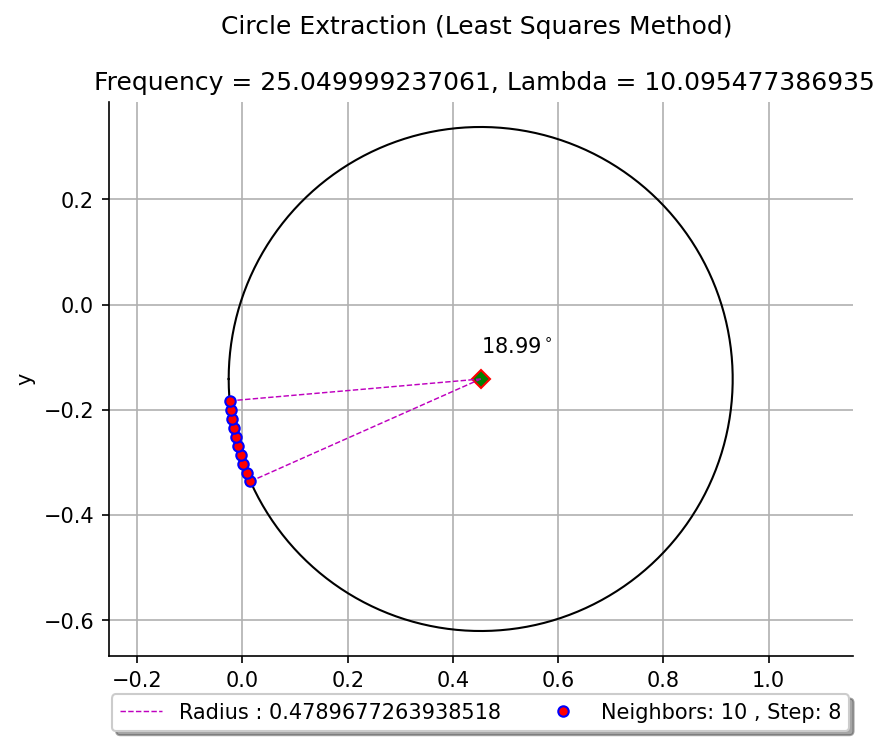 Circle Extraction (Least Squares Method)
Frequency = 25.049999237061, Lambda = 10.095477386935
0.2
0.0
−0.2
−0.4
−0.6
y
18.99°
−0.2 0.0 0.2 0.4 0.6 0.8 1.0
Radius : 0.4789677263938518 Neighbors: 10 , Step: 8